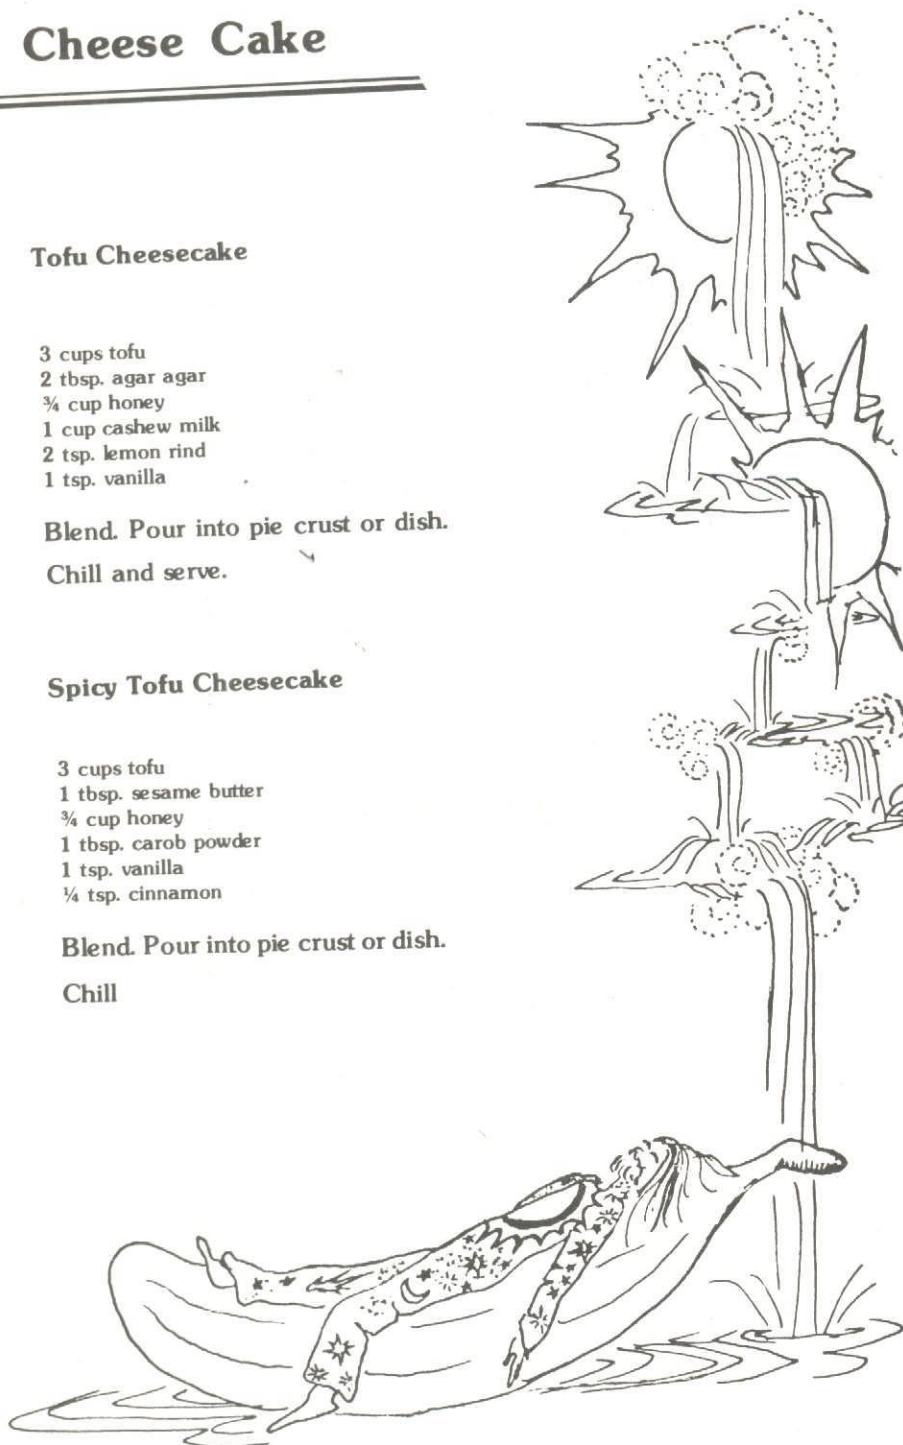 Cheese Cake
Tofu Cheesecake
3 cups tofu
2 tbsp. agar agar
¾ cup honey
1 cup cashew milk
2 tsp. lemon rind
1 tsp. vanilla
Blend. Pour into pie crust or dish.
Chill and serve.
Spicy Tofu Cheesecake
3 cups tofu
1 tbsp. sesame butter
¾ cup honey
1 tbsp. carob powder
1 tsp. vanilla
¼ tsp. cinnamon
Blend. Pour into pie crust or dish.
Chill